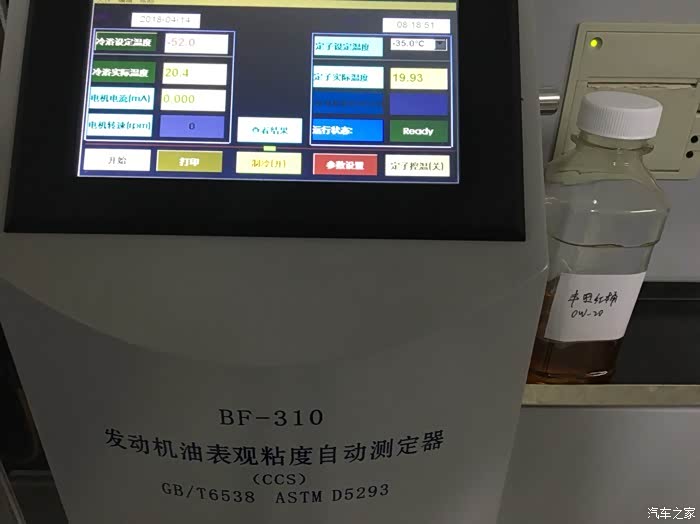 2018-04-14
08:18:51
冷浴设定温度 -52.0
定子设定温度 -35.0℃
冷浴实际温度 20.4
定子实际温度 19.93
电机电流(mA) 0.000
电机转速(rpm) 0
查看结果
运行状态: Ready
开始 打印 制冷(开) 参数设置 定子控温(关)
丰田红桶
0W-20
BF-310
发动机油表观粘度自动测定器
(CCS)
GB/T6538 ASTM D5293
汽车之家